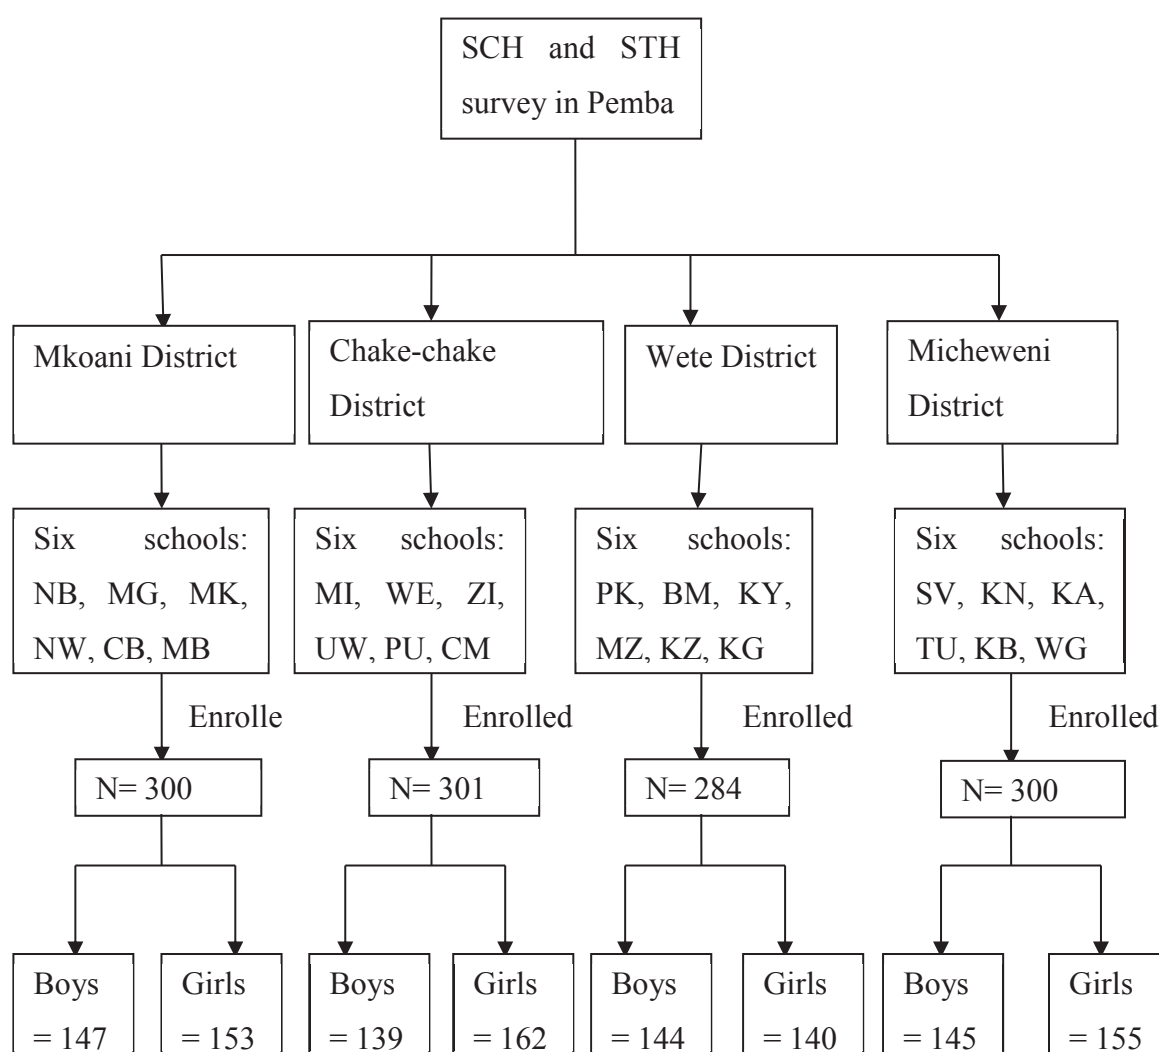 SCH and STH
survey in Pemba
Mkoani District
Chake-chake
District
Wete District
Micheweni
District
Six schools:
NB, MG, MK,
NW, CB, MB
Six schools:
MI, WE, ZI,
UW, PU, CM
Six schools:
PK, BM, KY,
MZ, KZ, KG
Six schools:
SV, KN, KA,
TU, KB, WG
Enrolle
Enrolled
Enrolled
Enrolled
N= 300
N= 301
N= 284
N= 300
Boys
= 147
Girls
= 153
Boys
= 139
Girls
= 162
Boys
= 144
Girls
= 140
Boys
= 145
Girls
= 155